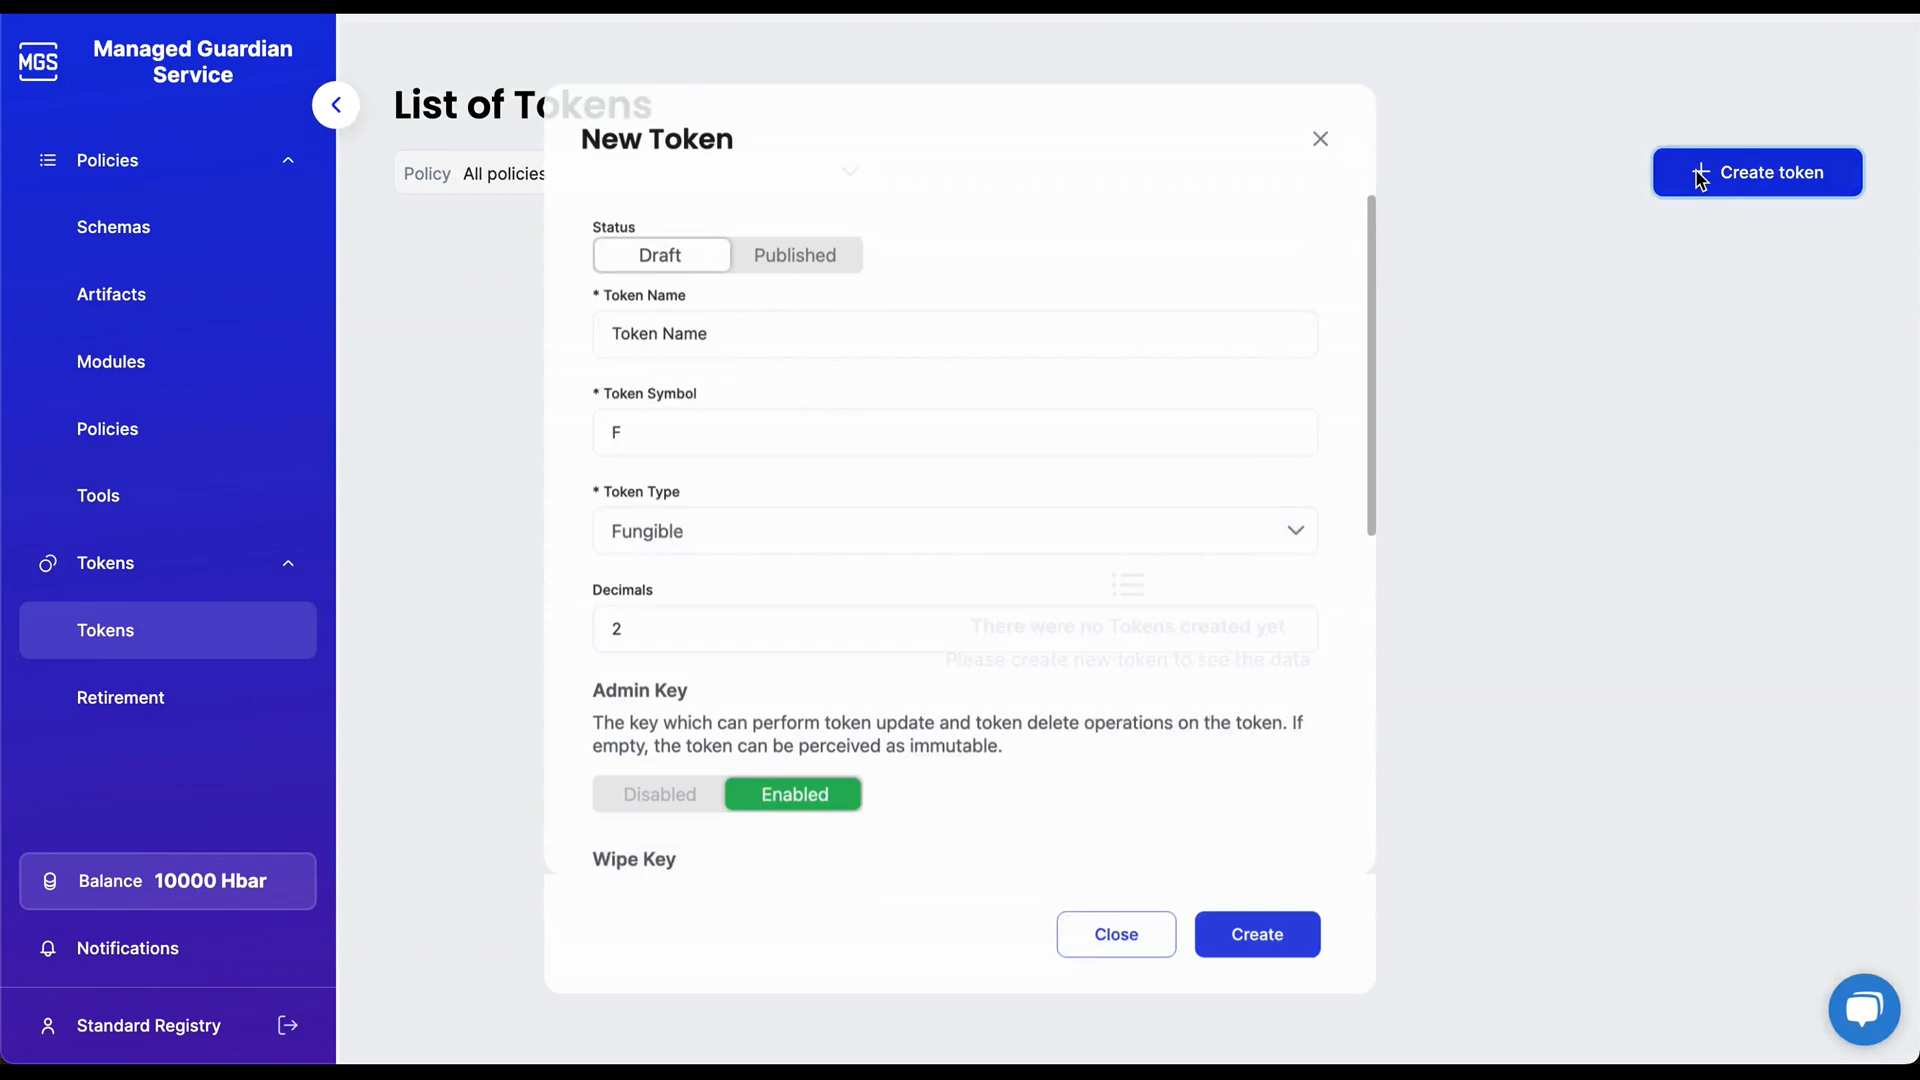 MGS
Managed Guardian
Service
Policies
Schemas
Artifacts
Modules
Policies
Tools
Tokens
Tokens
Retirement
Balance 10000 Hbar
Notifications
Standard Registry
List of Tokens
Policy All policies
Create token
New Token
Status
Draft Published
* Token Name
Token Name
* Token Symbol
F
* Token Type
Fungible
Decimals
2
There were no Tokens created yet
Please create new token to see the data
Admin Key
The key which can perform token update and token delete operations on the token. If
empty, the token can be perceived as immutable.
Disabled Enabled
Wipe Key
Close Create